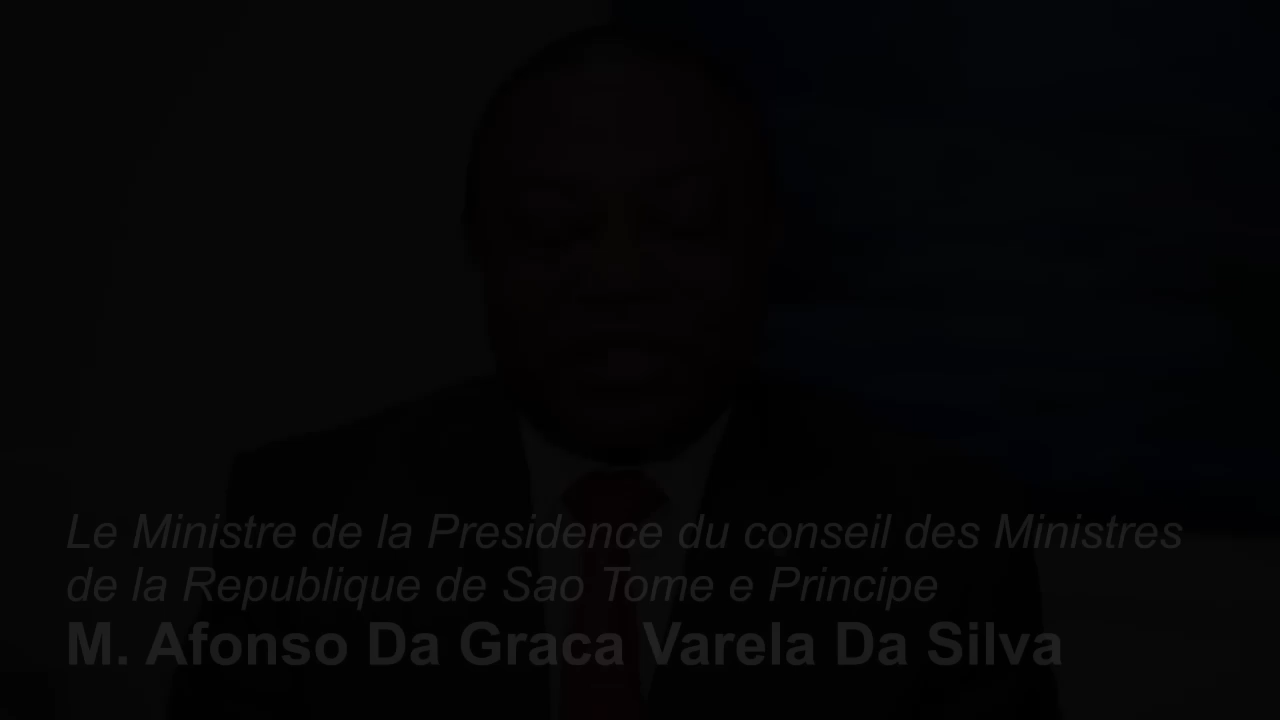 Le Ministre de la Presidence du conseil des Ministres
de la Republique de Sao Tome e Principe
M. Afonso Da Graca Varela Da Silva